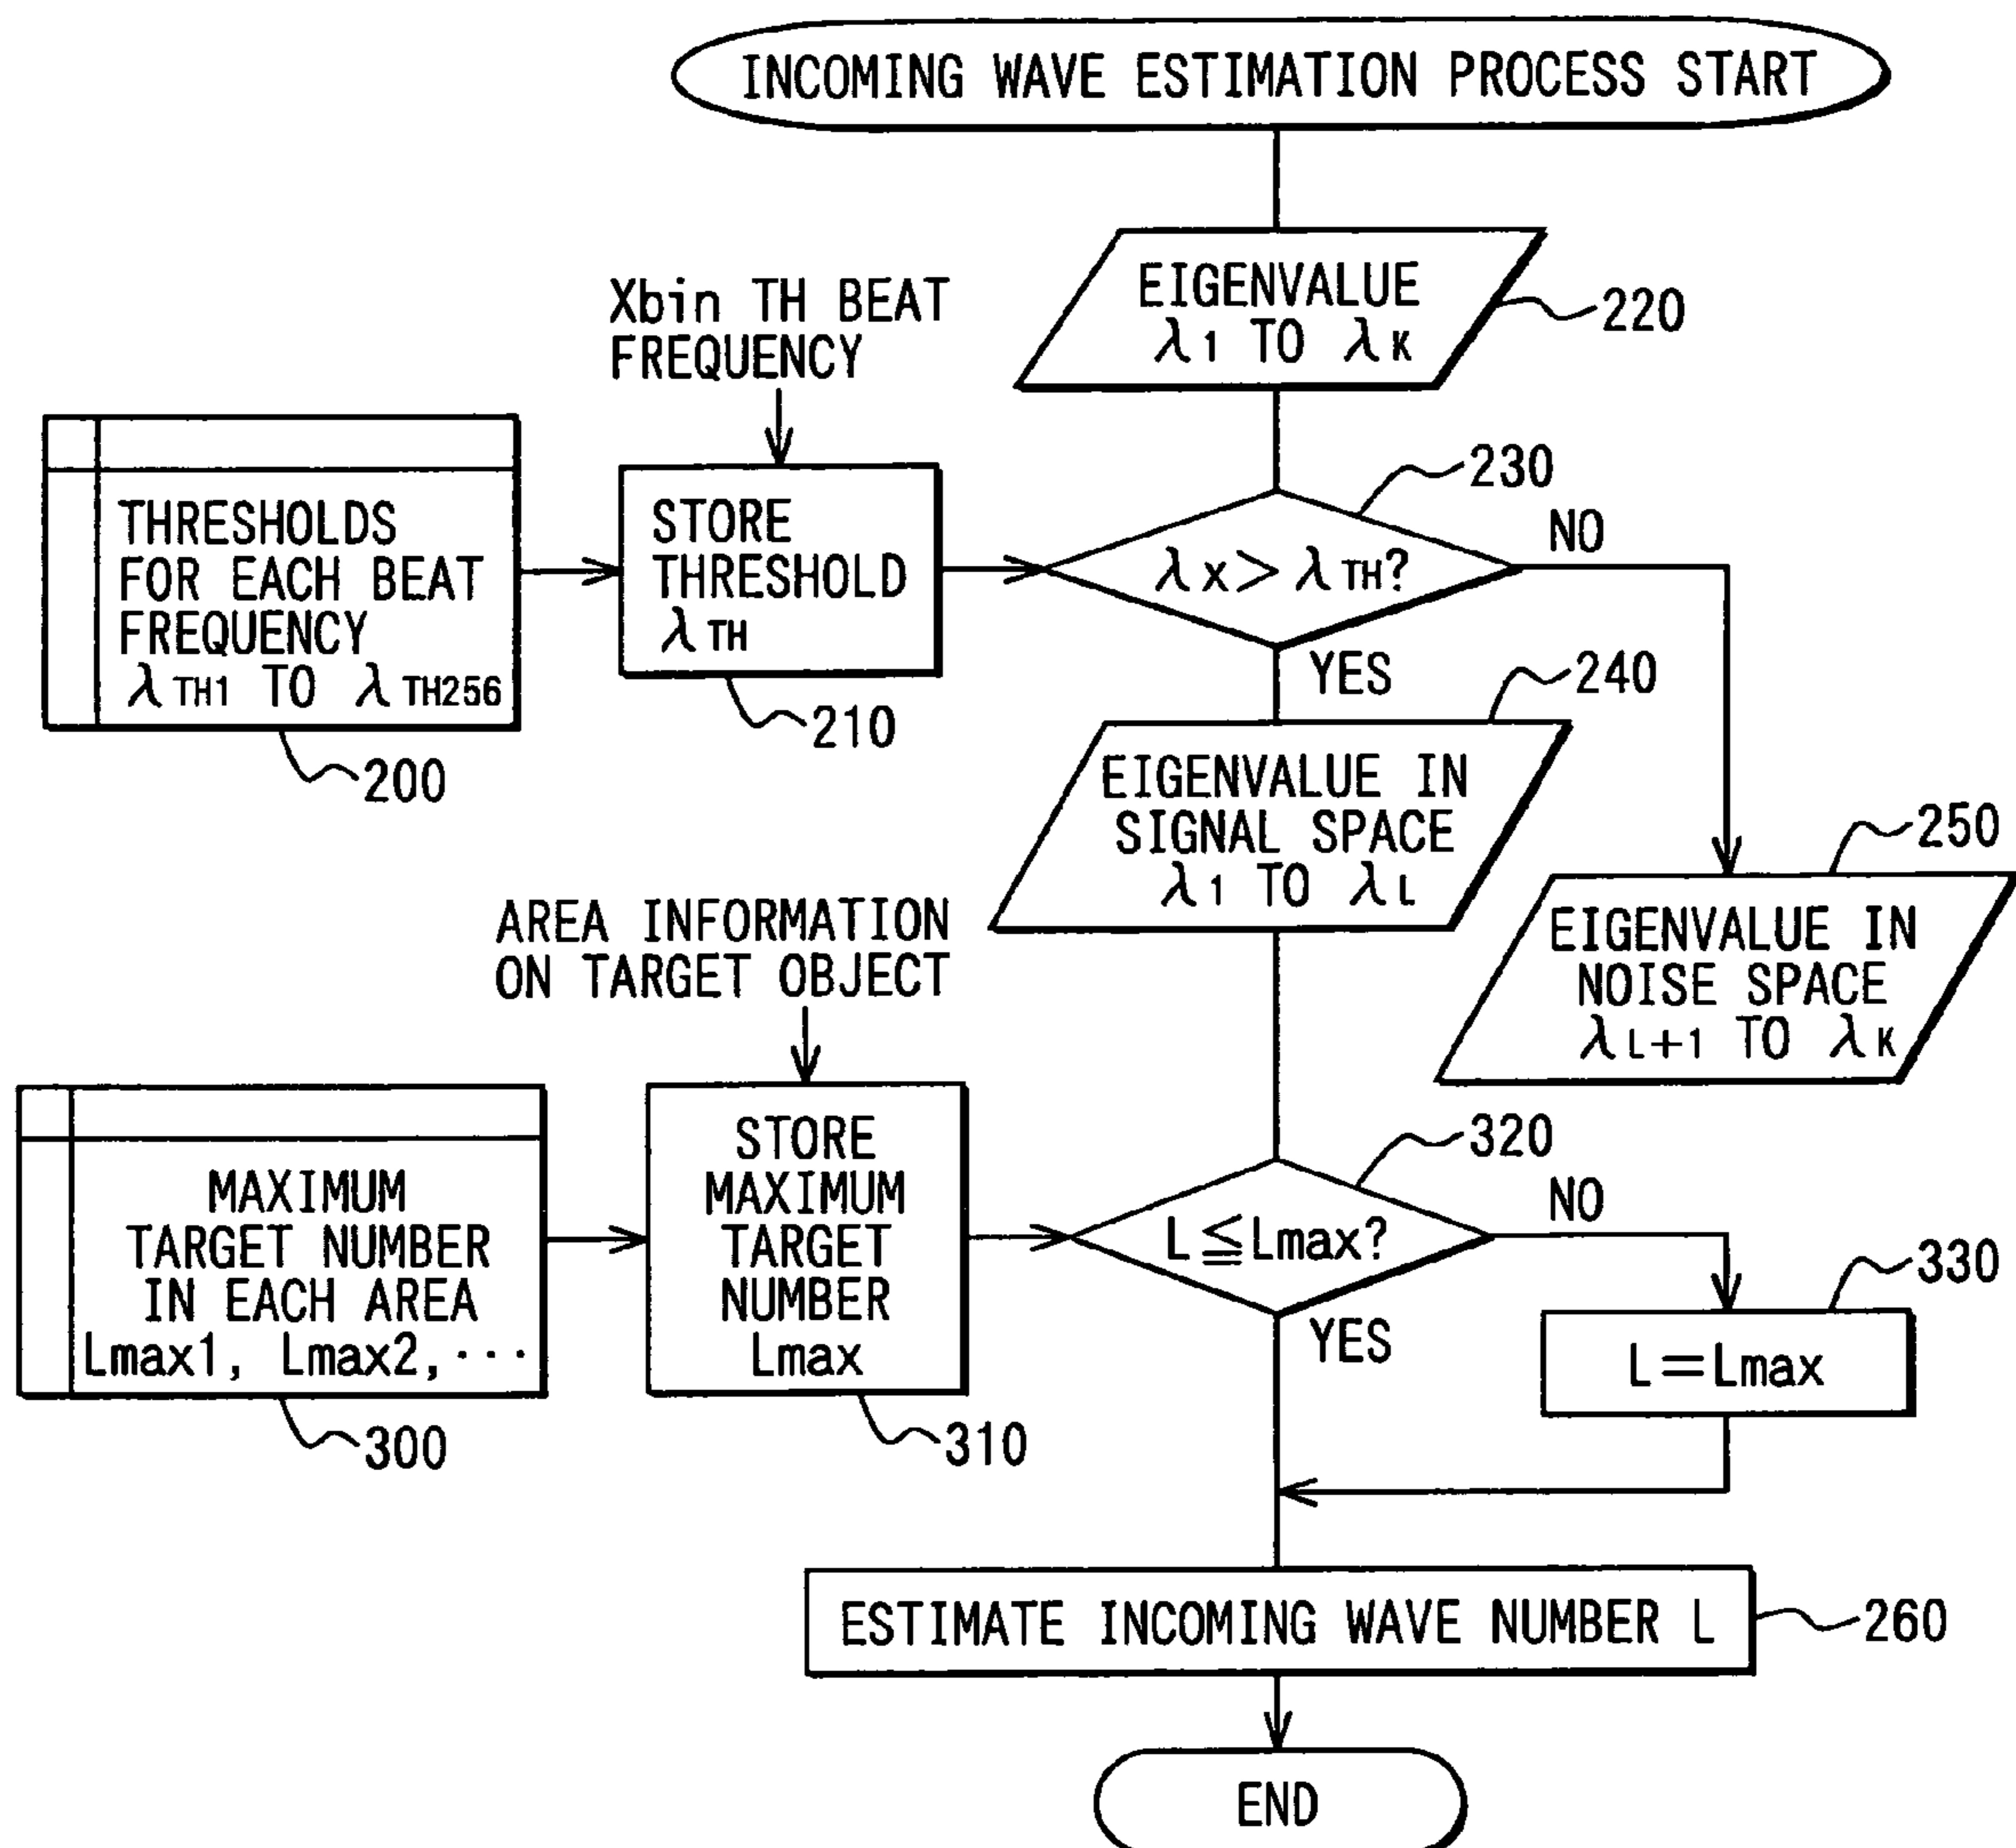 INCOMING WAVE ESTIMATION PROCESS START
EIGENVALUE
λ1 TO λK
220
Xbin TH BEAT
FREQUENCY
THRESHOLDS
FOR EACH BEAT
FREQUENCY
λTH1 TO λTH256
200
STORE
THRESHOLD
λTH
210
230
λX> λTH?
NO
YES
240
EIGENVALUE IN
SIGNAL SPACE
λ1 TO λL
250
EIGENVALUE IN
NOISE SPACE
λL+1 TO λK
AREA INFORMATION
ON TARGET OBJECT
MAXIMUM
TARGET NUMBER
IN EACH AREA
Lmax1, Lmax2, ···
300
STORE
MAXIMUM
TARGET
NUMBER
Lmax
310
320
L≦Lmax?
NO
YES
330
L=Lmax
ESTIMATE INCOMING WAVE NUMBER L
260
END